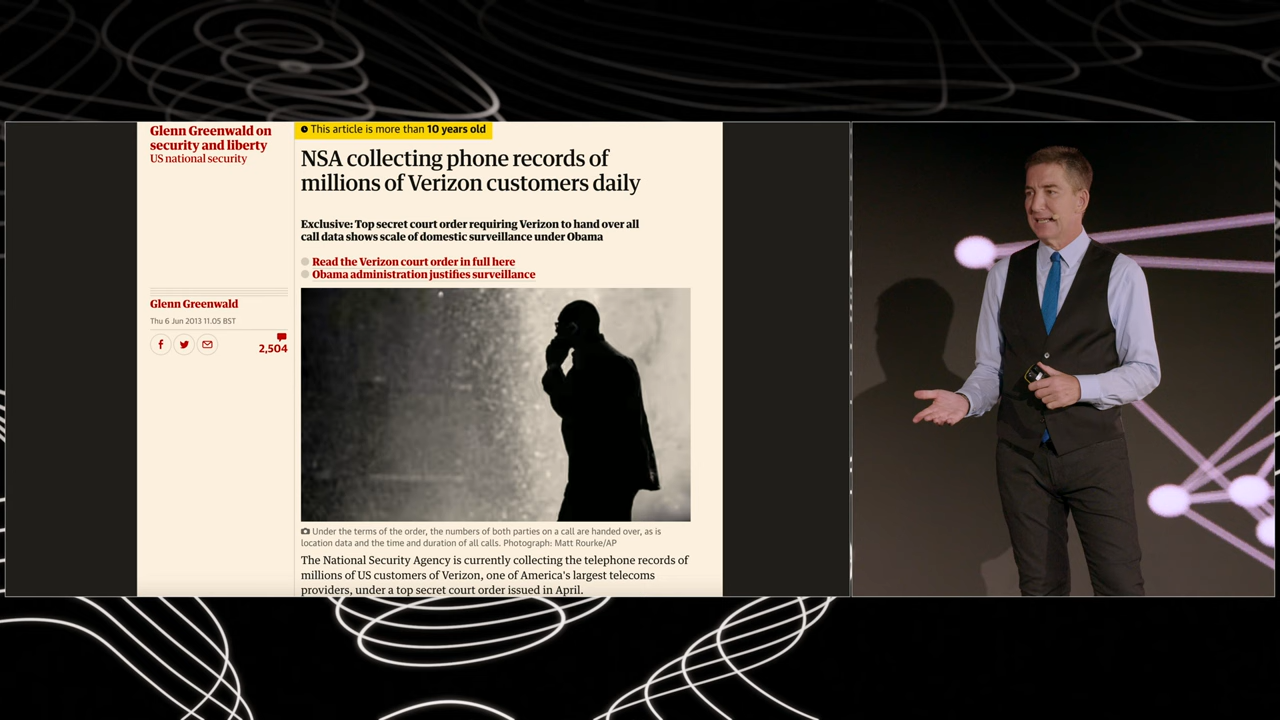 Glenn Greenwald on
security and liberty
US national security
Glenn Greenwald
Thu 6 Jun 2013 11.05 BST
2,504
This article is more than 10 years old
NSA collecting phone records of
millions of Verizon customers daily
Exclusive: Top secret court order requiring Verizon to hand over all
call data shows scale of domestic surveillance under Obama
Read the Verizon court order in full here
Obama administration justifies surveillance
Under the terms of the order, the numbers of both parties on a call are handed over, as is
location data and the time and duration of all calls. Photograph: Matt Rourke/AP
The National Security Agency is currently collecting the telephone records of
millions of US customers of Verizon, one of America's largest telecoms
providers, under a top secret court order issued in April.